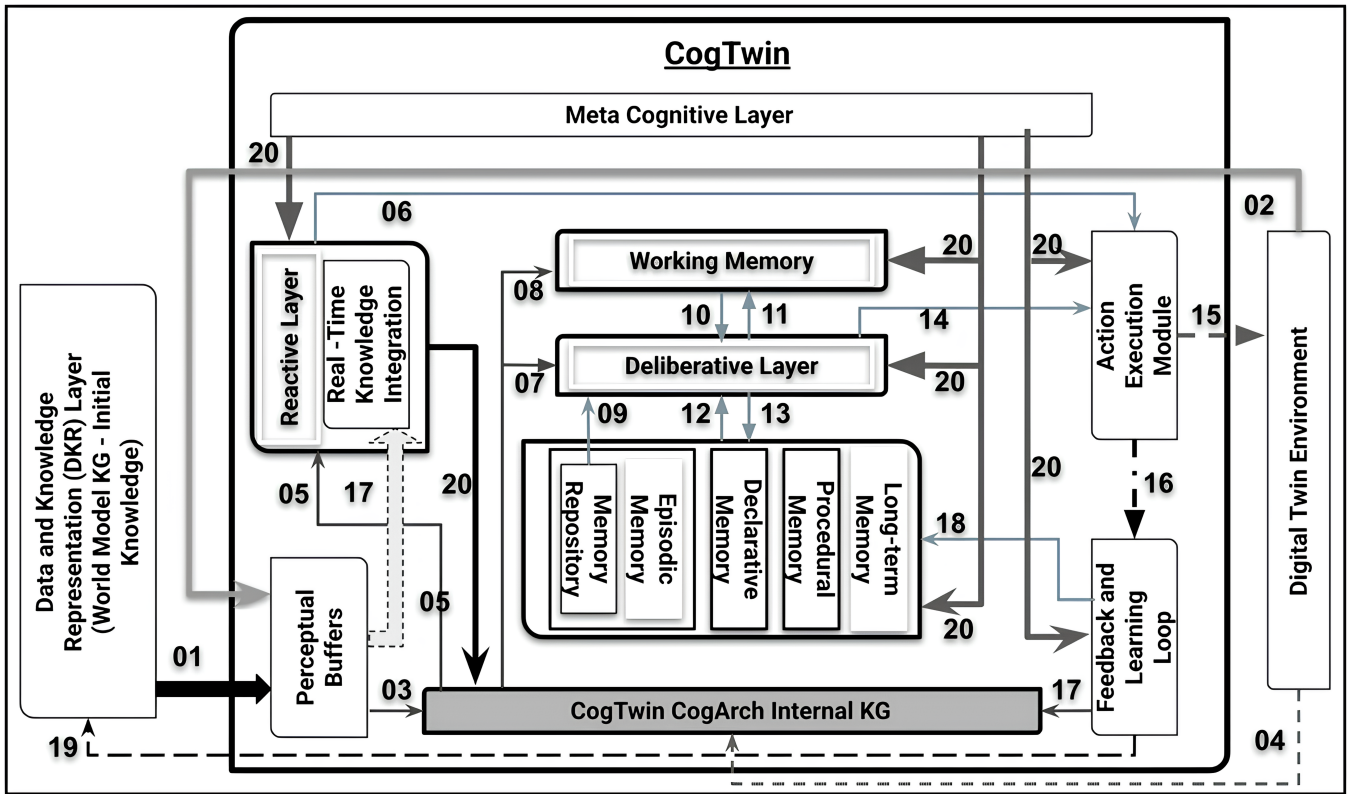 CogTwin
Meta Cognitive Layer
20
02
06
Reactive Layer
Real -Time
Knowledge
Integration
08
Working Memory
20
20
10
11
14
Action
Execution
Module
15
07
Deliberative Layer
20
09
12
13
Data and Knowledge
Representation (DKR) Layer
(World Model KG - Initial
Knowledge)
Digital Twin Environment
05
17
20
Memory
Repository
Episodic
Memory
Declarative
Memory
Procedural
Memory
Long-term
Memory
20
16
18
05
Perceptual
Buffers
20
Feedback and
Learning
Loop
01
03
CogTwin CogArch Internal KG
17
19
04